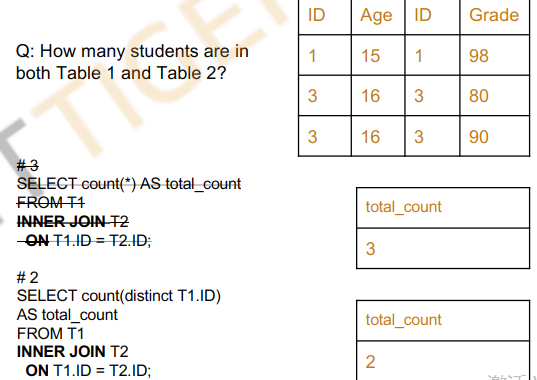 ID Age ID Grade
Q: How many students are in
both Table 1 and Table 2?
1 15 1 98
3 16 3 80
3 16 3 90
TIGER
# 3
SELECT count(*) AS total_count
FROM T1
INNER JOIN T2
ON T1.ID = T2.ID;
total_count
3
# 2
SELECT count(distinct T1.ID)
AS total_count
FROM T1
INNER JOIN T2
ON T1.ID = T2.ID;
total_count
2